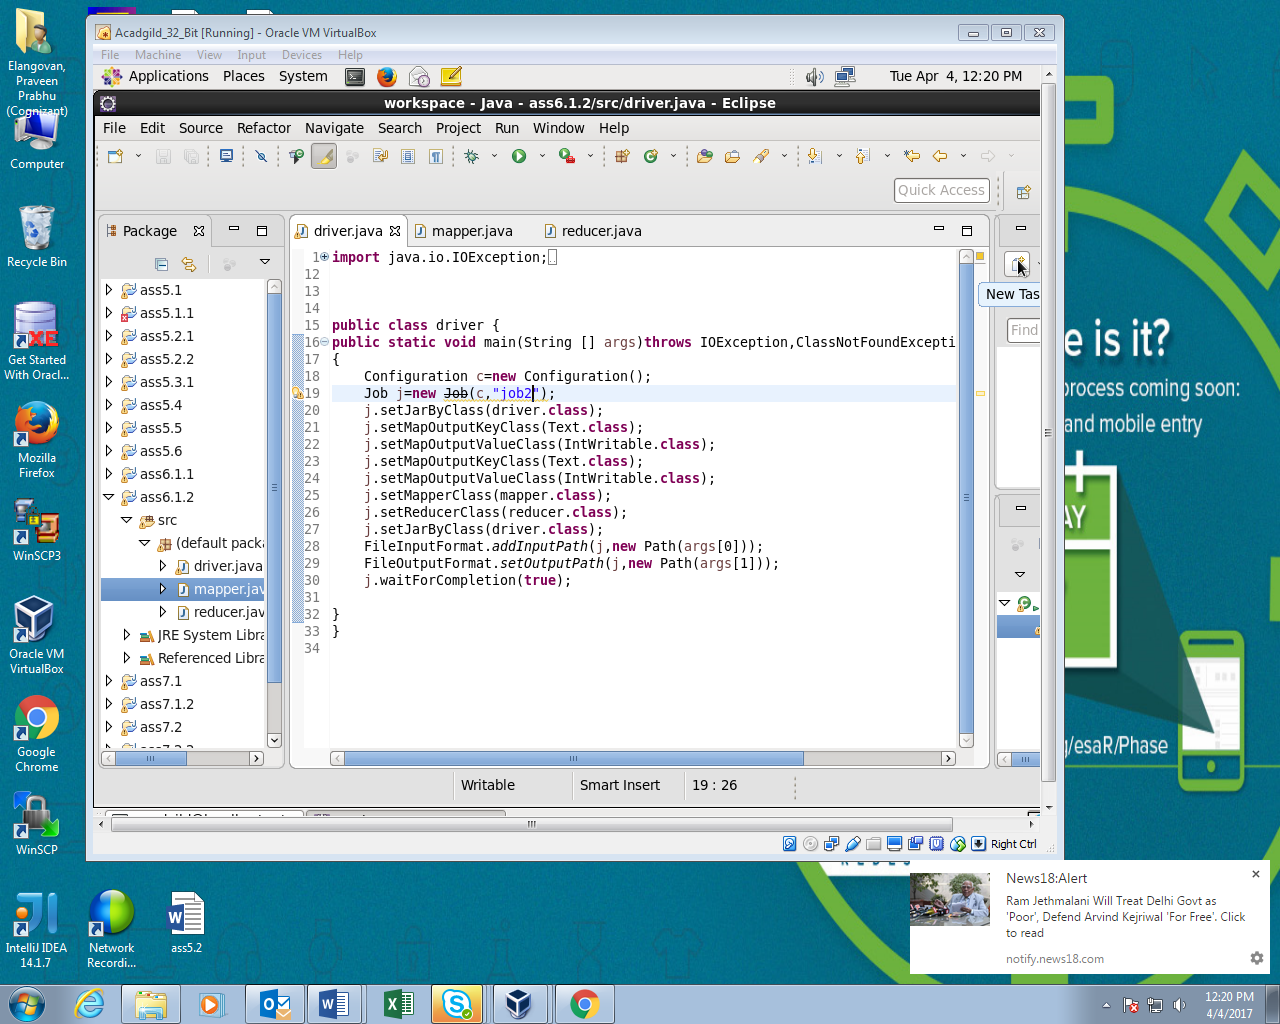 Acadgild_32_Bit [Running] - Oracle VM VirtualBox
File Machine View Input Devices Help
Applications Places System
Tue Apr 4, 12:20 PM
workspace - Java - ass6.1.2/src/driver.java - Eclipse
File Edit Source Refactor Navigate Search Project Run Window Help
Quick Access
Package
driver.java
mapper.java
reducer.java
ass5.1
ass5.1.1
ass5.2.1
ass5.2.2
ass5.3.1
ass5.4
ass5.5
ass5.6
ass6.1.1
ass6.1.2
src
(default packa
driver.java
mapper.jav
reducer.jav
JRE System Libra
Referenced Libra
ass7.1
ass7.1.2
ass7.2
1 import java.io.IOException;
12
13
14
15 public class driver {
16 public static void main(String [] args)throws IOException,ClassNotFoundExcepti
17 {
18 Configuration c=new Configuration();
19 Job j=new Job(c,"job2");
20 j.setJarByClass(driver.class);
21 j.setMapOutputKeyClass(Text.class);
22 j.setMapOutputValueClass(IntWritable.class);
23 j.setMapOutputKeyClass(Text.class);
24 j.setMapOutputValueClass(IntWritable.class);
25 j.setMapperClass(mapper.class);
26 j.setReducerClass(reducer.class);
27 j.setJarByClass(driver.class);
28 FileInputFormat.addInputPath(j,new Path(args[0]));
29 FileOutputFormat.setOutputPath(j,new Path(args[1]));
30 j.waitForCompletion(true);
31
32 }
33 }
34
New Tas
Find
Writable
Smart Insert
19 : 26
Right Ctrl
Elangovan,
Praveen
Prabhu
(Cognizant)
Computer
Recycle Bin
Get Started
With Oracl...
Mozilla
Firefox
WinSCP3
Oracle VM
VirtualBox
Google
Chrome
WinSCP
IntelliJ IDEA
14.1.7
Network
Recordi...
ass5.2
e is it?
process coming soon:
and mobile entry
AY
g/esaR/Phase
News18:Alert
Ram Jethmalani Will Treat Delhi Govt as
'Poor', Defend Arvind Kejriwal 'For Free'. Click
to read
notify.news18.com
12:20 PM
4/4/2017